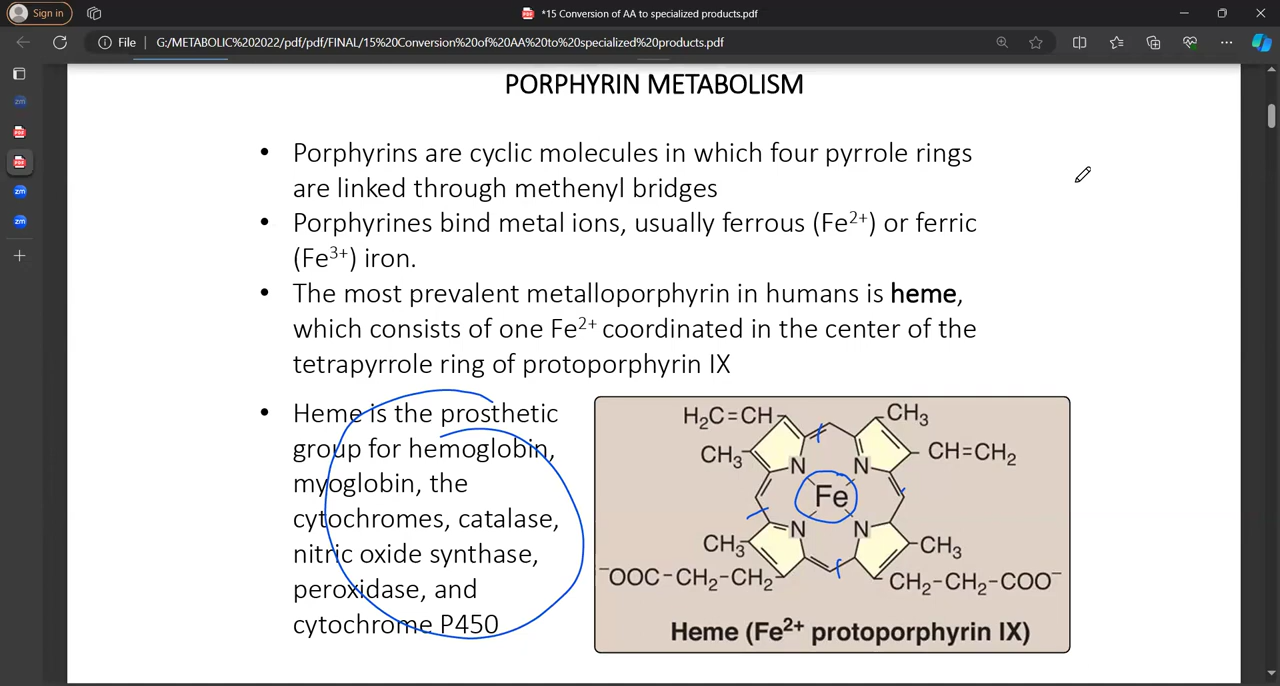 Sign in
*15 Conversion of AA to specialized products.pdf
File
G:/METABOLIC%202022/pdf/pdf/FINAL/15%20Conversion%20of%20AA%20to%20specialized%20products.pdf
PORPHYRIN METABOLISM
• Porphyrins are cyclic molecules in which four pyrrole rings
are linked through methenyl bridges
• Porphyrines bind metal ions, usually ferrous (Fe²⁺) or ferric
(Fe³⁺) iron.
• The most prevalent metalloporphyrin in humans is heme,
which consists of one Fe²⁺ coordinated in the center of the
tetrapyrrole ring of protoporphyrin IX
• Heme is the prosthetic
group for hemoglobin,
myoglobin, the
cytochromes, catalase,
nitric oxide synthase,
peroxidase, and
cytochrome P450
H₂C=CH
CH₃
CH₃
CH=CH₂
N
N
Fe
N
N
CH₃
CH₃
⁻OOC-CH₂-CH₂
CH₂-CH₂-COO⁻
Heme (Fe²⁺ protoporphyrin IX)